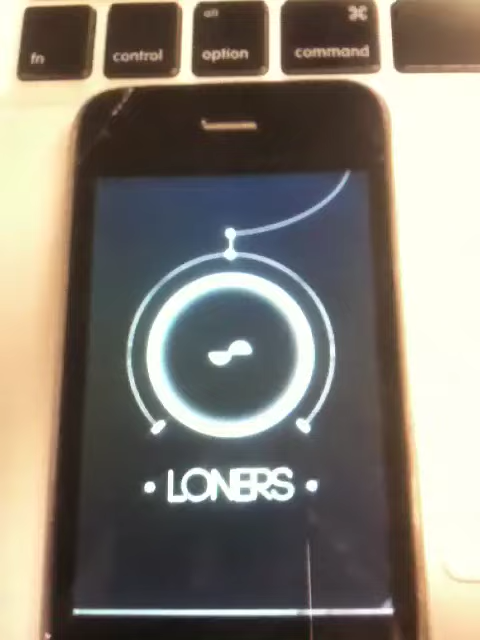 fn
control
alt
option
⌘
command
• LONERS •